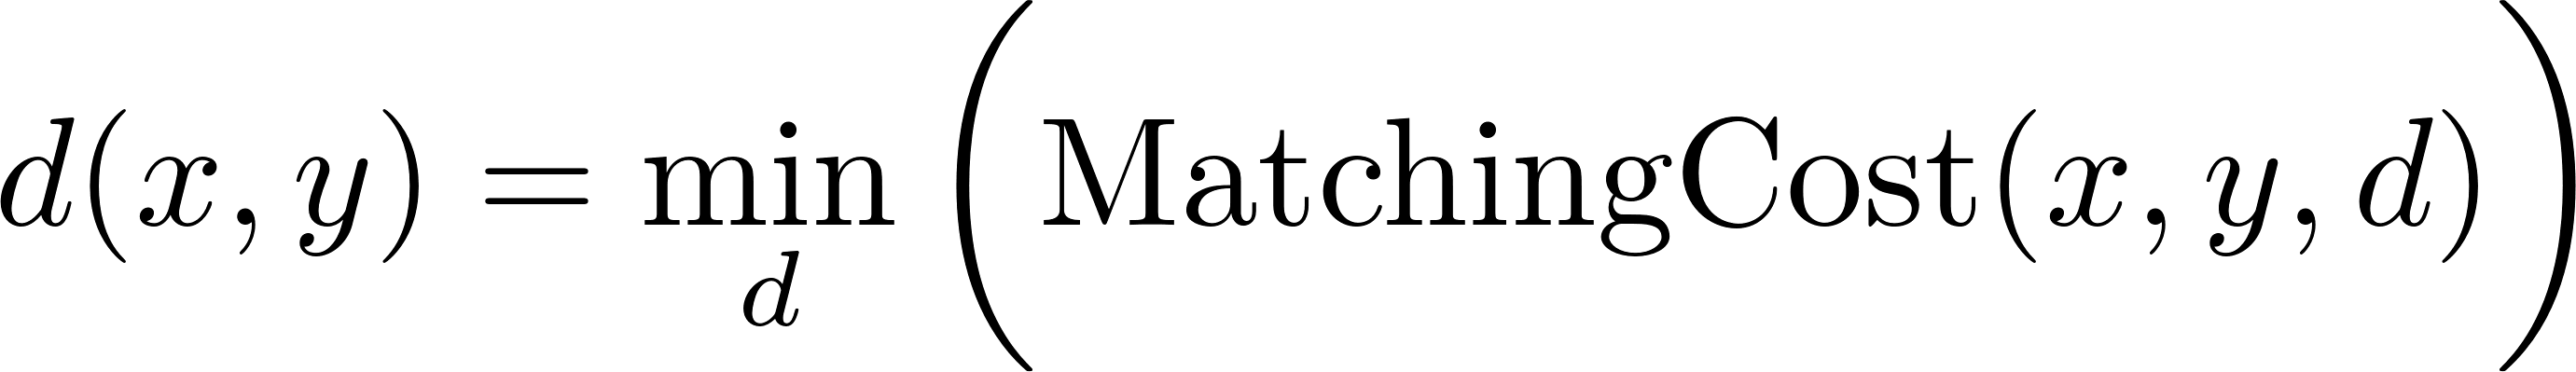 d(x, y) = min_d (MatchingCost(x, y, d))